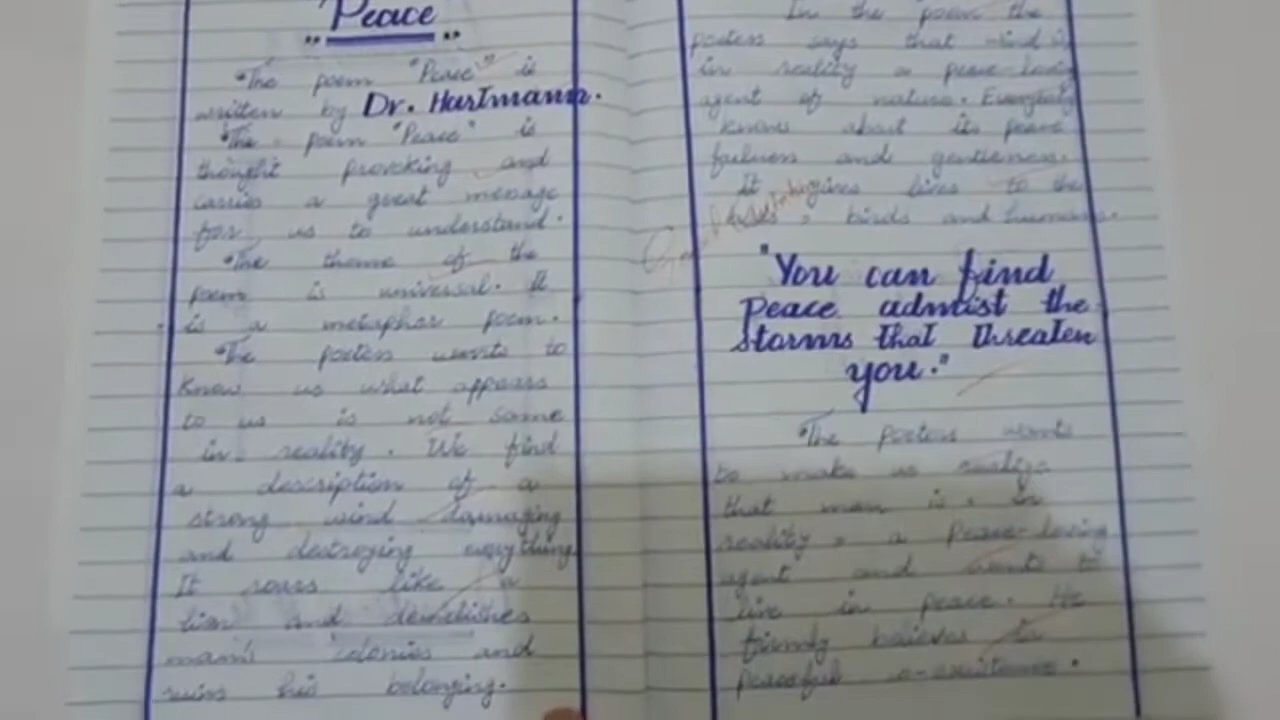 Peace
"The poem "Peace" is
written by Dr. Hartmann.
"The poem "Peace" is
thought provoking and
carries a great message
for us to understand.
"The theme of the
poem is universal. It
is a metaphor poem.
"The poetess wants to
know us what appears
to us is not same
in reality. We find
a description of a
strong wind damaging
and destroying everything.
It roars like a
lion and demolishes
man's colonies and
ruins his belonging.
In the poem the
poetess says that wind is
in reality a peace-loving
agent of nature. Everybody
knows about its peace
and gentleness.
It gives lives to the
birds and humans.
"You can find
Peace admist the
storms that threaten
you."
"The poetess wants
to make us realize
that man is, in
reality, a Peace-loving
agent and wants to
live in peace. He
firmly believes in
peaceful co-existence.